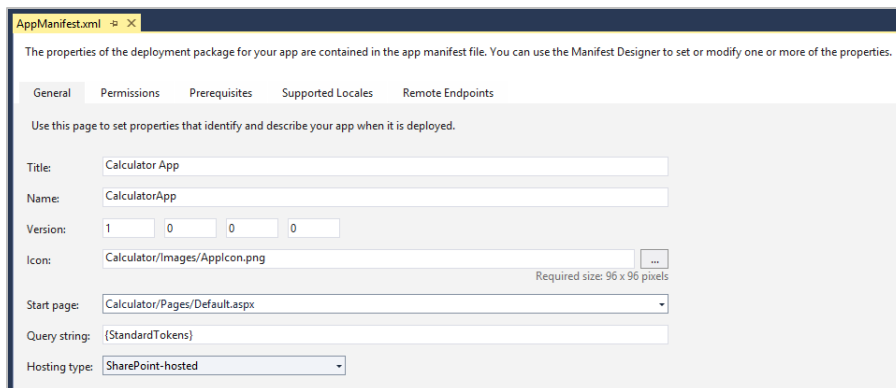 AppManifest.xml
The properties of the deployment package for your app are contained in the app manifest file. You can use the Manifest Designer to set or modify one or more of the properties.
General Permissions Prerequisites Supported Locales Remote Endpoints
Use this page to set properties that identify and describe your app when it is deployed.
Title: Calculator App
Name: CalculatorApp
Version: 1 0 0 0
Icon: Calculator/Images/AppIcon.png ...
Required size: 96 x 96 pixels
Start page: Calculator/Pages/Default.aspx
Query string: {StandardTokens}
Hosting type: SharePoint-hosted